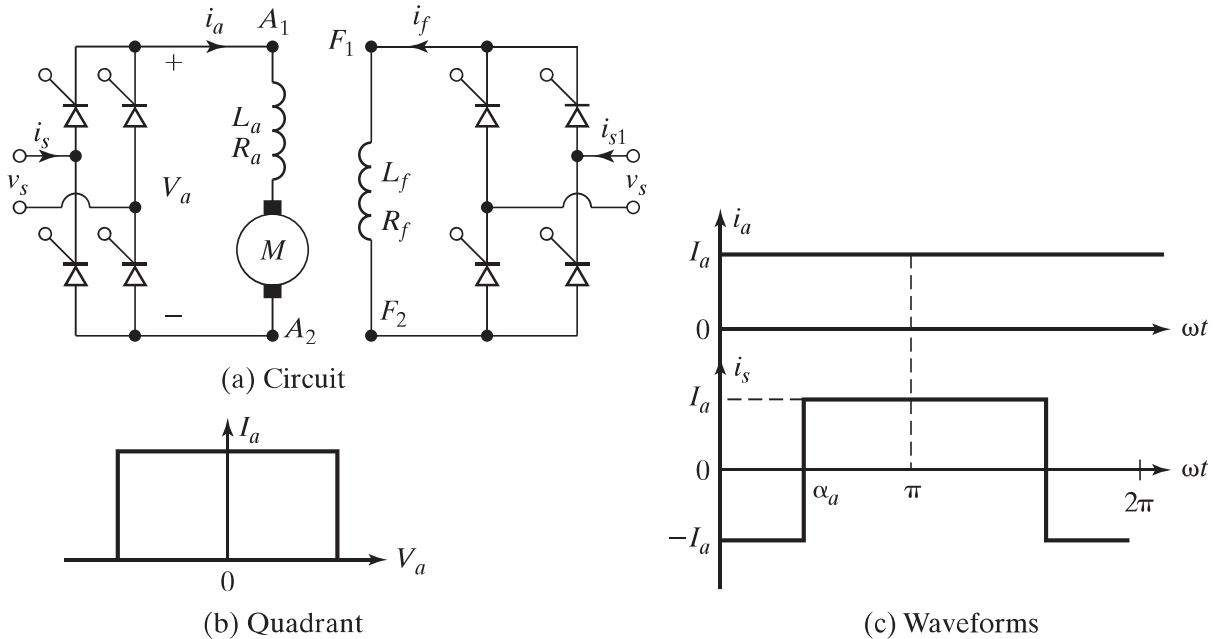 i_a A_1
+
L_a
R_a
i_s
v_s
V_a
M
−
A_2
F_1 i_f
i_s1
L_f
v_s
R_f
F_2
(a) Circuit
I_a
V_a
0
(b) Quadrant
i_a
I_a
0 ωt
i_s
I_a
0 ωt
α_a π 2π
−I_a
(c) Waveforms